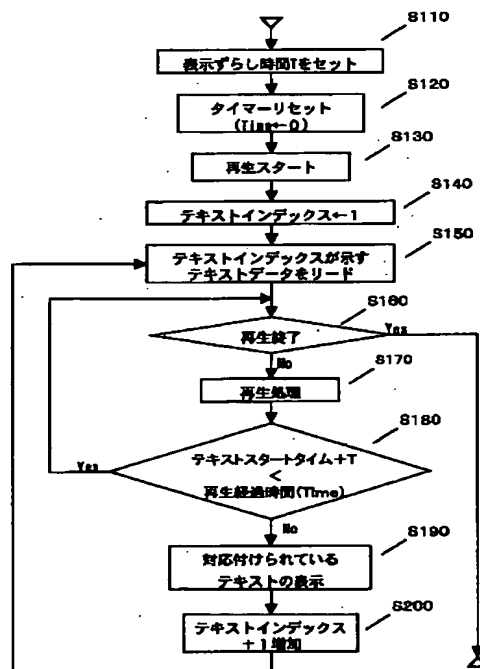 S110
表示ずらし時間Tをセット
S120
タイマーリセット
(Time←0)
S130
再生スタート
S140
テキストインデックス←1
S150
テキストインデックスが示す
テキストデータをリード
S160
再生終了
Yes
No
S170
再生処理
S180
テキストスタートタイム+T
<
再生経過時間(Time)
Yes
No
S190
対応付けられている
テキストの表示
S200
テキストインデックス
+1増加